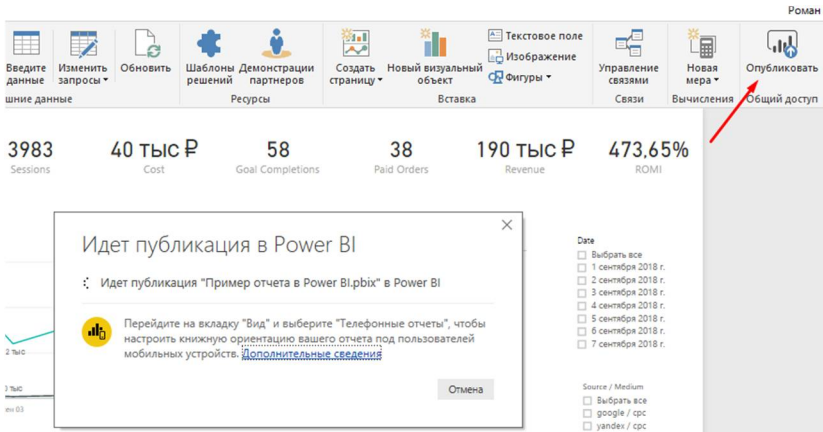 Роман
Введите данные
Изменить запросы
Обновить
Шаблоны решений
Демонстрации партнеров
Создать страницу
Новый визуальный объект
Текстовое поле
Изображение
Фигуры
Управление связями
Новая мера
Опубликовать
шние данные
Ресурсы
Вставка
Связи
Вычисления
Общий доступ
3983
Sessions
40 тыс ₽
Cost
58
Goal Completions
38
Paid Orders
190 тыс ₽
Revenue
473,65%
ROMI
Идет публикация в Power BI
Идет публикация "Пример отчета в Power BI.pbix" в Power BI
Перейдите на вкладку "Вид" и выберите "Телефонные отчеты", чтобы
настроить книжную ориентацию вашего отчета под пользователей
мобильных устройств. Дополнительные сведения
Отмена
Date
Выбрать все
1 сентября 2018 г.
2 сентября 2018 г.
3 сентября 2018 г.
4 сентября 2018 г.
5 сентября 2018 г.
6 сентября 2018 г.
7 сентября 2018 г.
2 тыс
0 тыс
ен 03
Source / Medium
Выбрать все
google / cpc
yandex / cpc